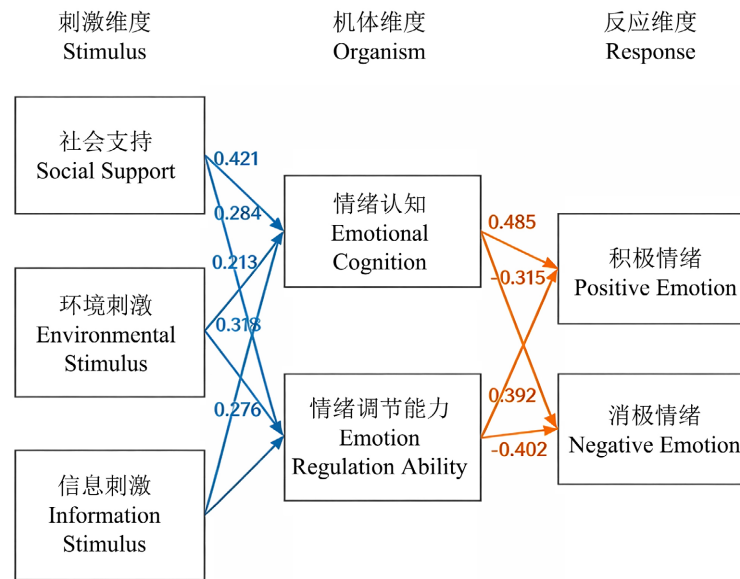 刺激维度
Stimulus
机体维度
Organism
反应维度
Response
社会支持
Social Support
环境刺激
Environmental
Stimulus
信息刺激
Information
Stimulus
0.421
0.284
0.213
0.318
0.276
情绪认知
Emotional
Cognition
情绪调节能力
Emotion
Regulation Ability
0.485
-0.315
0.392
-0.402
积极情绪
Positive Emotion
消极情绪
Negative Emotion